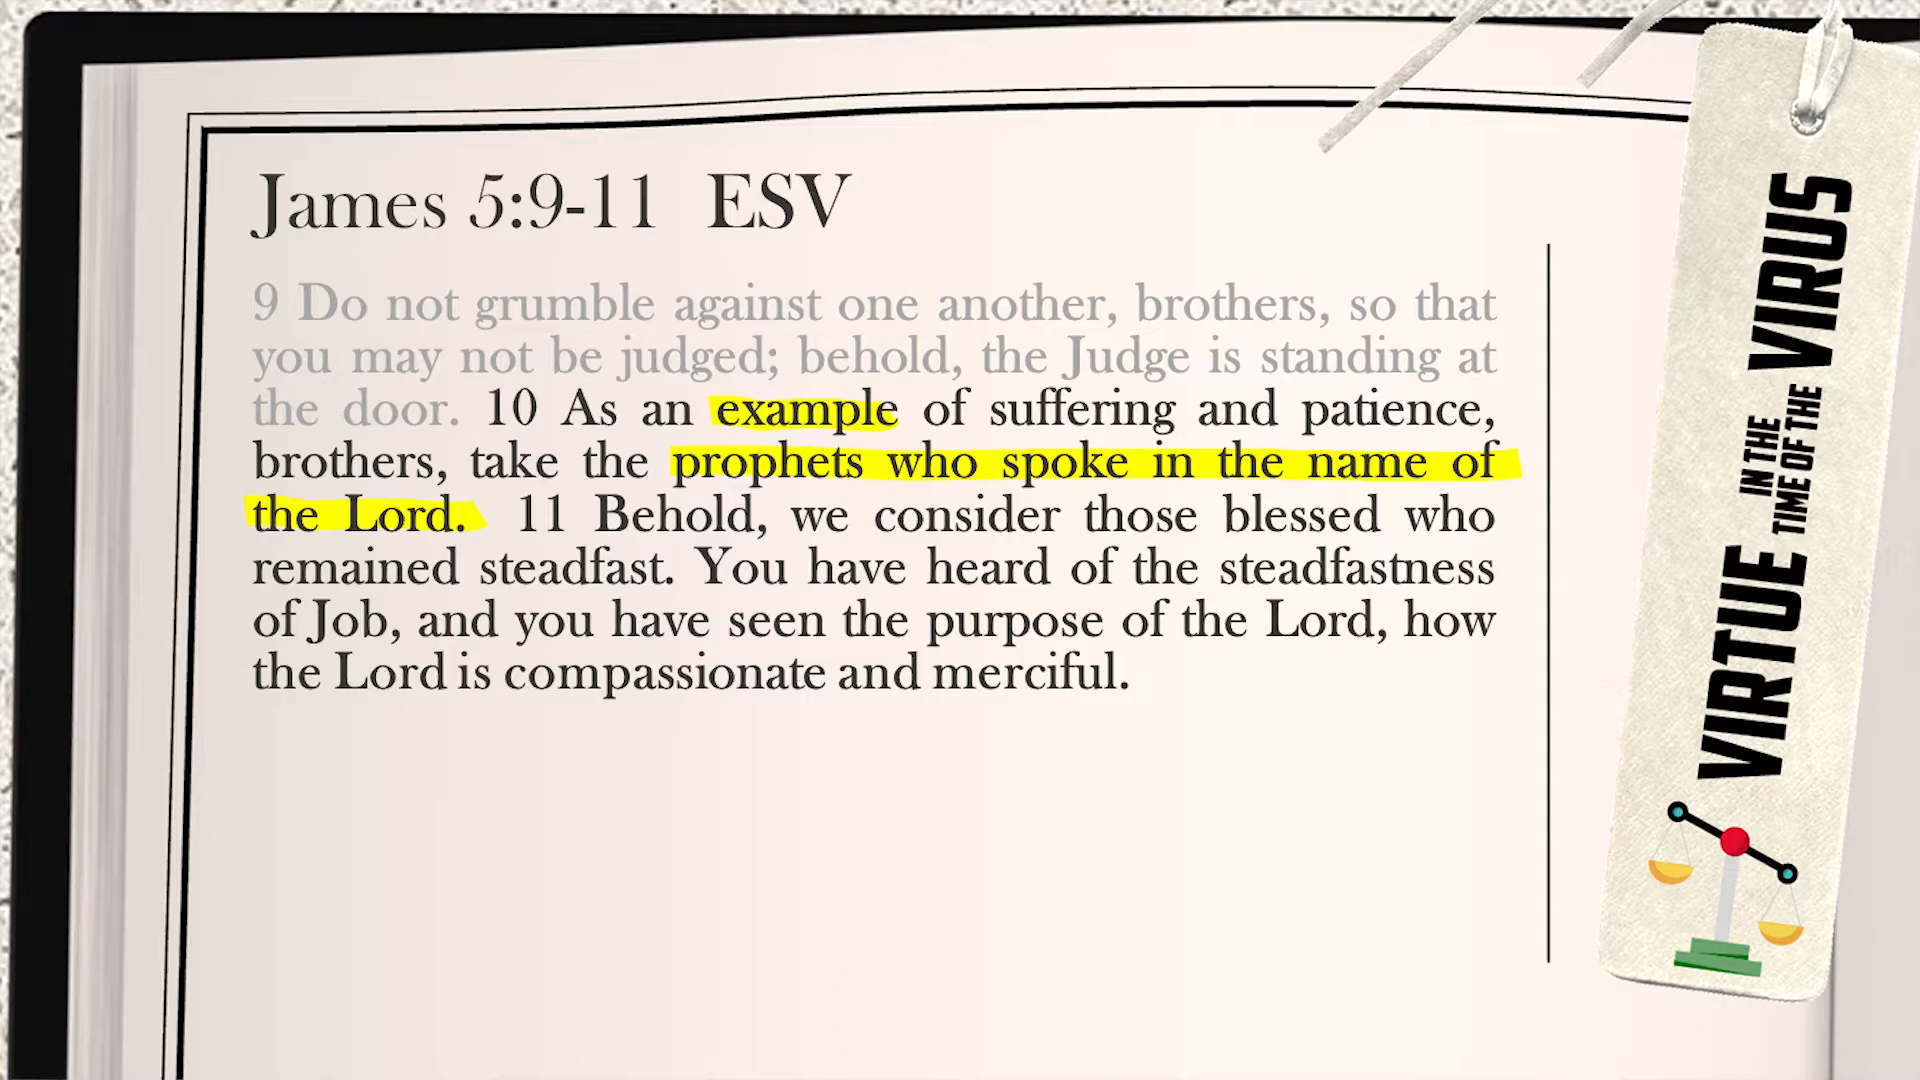 James 5:9-11 ESV
9 Do not grumble against one another, brothers, so that
you may not be judged; behold, the Judge is standing at
the door. 10 As an example of suffering and patience,
brothers, take the prophets who spoke in the name of
the Lord. 11 Behold, we consider those blessed who
remained steadfast. You have heard of the steadfastness
of Job, and you have seen the purpose of the Lord, how
the Lord is compassionate and merciful.
VIRTUE IN THE
TIME OF THE VIRUS